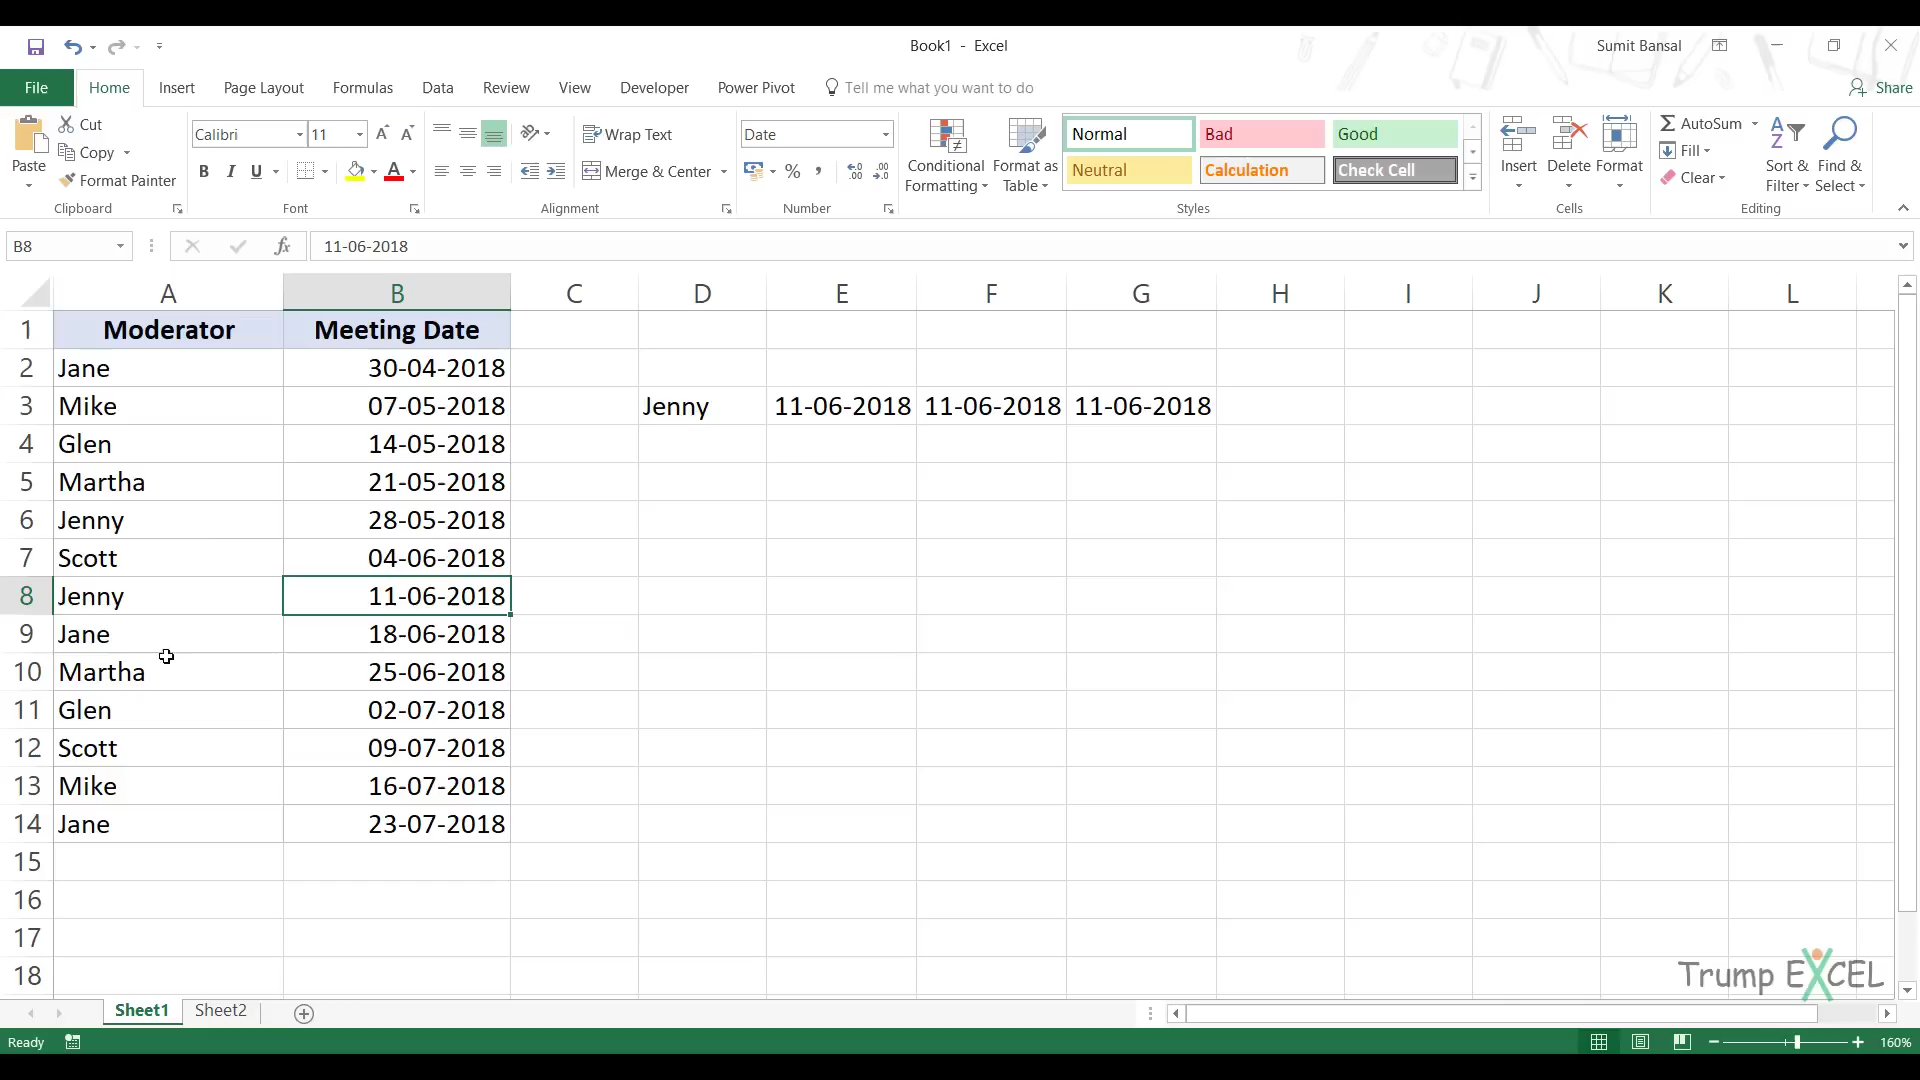 Book1 - Excel
Sumit Bansal
File Home Insert Page Layout Formulas Data Review View Developer Power Pivot Tell me what you want to do Share
Paste
Cut
Copy
Format Painter
Clipboard
Calibri 11
B I U
Font
Wrap Text
Merge & Center
Alignment
Date
%
Number
Conditional Formatting
Format as Table
Normal Bad Good
Neutral Calculation Check Cell
Styles
Insert Delete Format
Cells
AutoSum
Fill
Clear
Sort & Filter
Find & Select
Editing
B8 fx 11-06-2018
A B C D E F G H I J K L
1 Moderator Meeting Date
2 Jane 30-04-2018
3 Mike 07-05-2018 Jenny 11-06-2018 11-06-2018 11-06-2018
4 Glen 14-05-2018
5 Martha 21-05-2018
6 Jenny 28-05-2018
7 Scott 04-06-2018
8 Jenny 11-06-2018
9 Jane 18-06-2018
10 Martha 25-06-2018
11 Glen 02-07-2018
12 Scott 09-07-2018
13 Mike 16-07-2018
14 Jane 23-07-2018
15
16
17
18
Trump EXCEL
Sheet1 Sheet2
Ready
160%